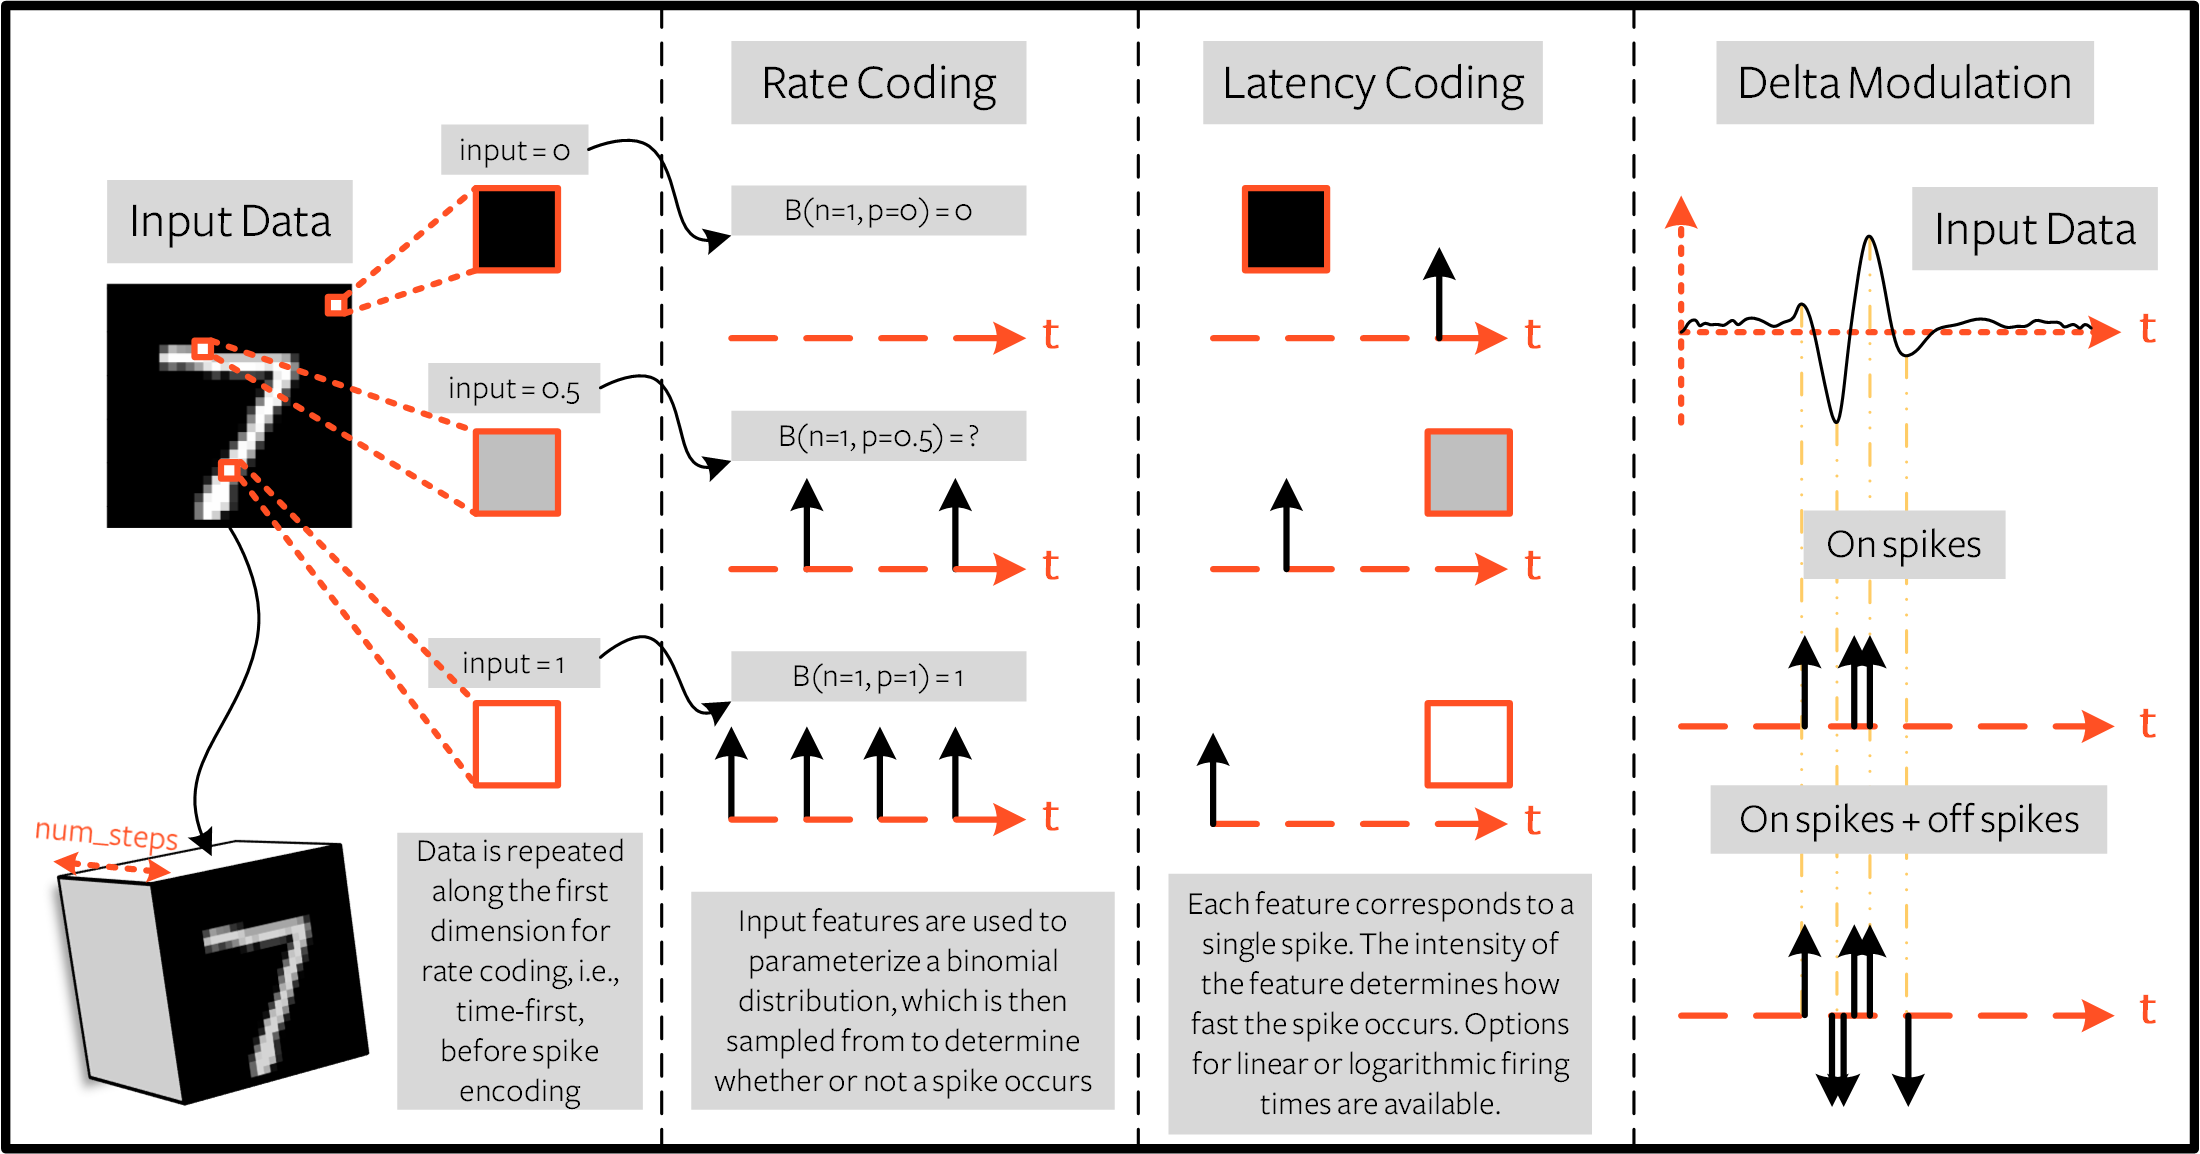 Input Data
input = 0
input = 0.5
input = 1
num_steps
Data is repeated
along the first
dimension for
rate coding, i.e.,
time-first,
before spike
encoding
Rate Coding
B(n=1, p=0) = 0
t
B(n=1, p=0.5) = ?
t
B(n=1, p=1) = 1
t
Input features are used to
parameterize a binomial
distribution, which is then
sampled from to determine
whether or not a spike occurs
Latency Coding
t
t
t
Each feature corresponds to a
single spike. The intensity of
the feature determines how
fast the spike occurs. Options
for linear or logarithmic firing
times are available.
Delta Modulation
Input Data
t
On spikes
t
On spikes + off spikes
t